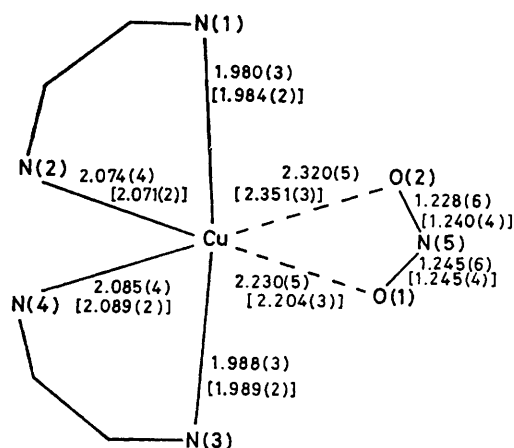 N(1)
1.980(3)
[1.984(2)]
N(2)
2.074(4)
[2.071(2)]
2.320(5)
[2.351(3)]
O(2)
1.228(6)
[1.240(4)]
Cu
N(5)
1.245(6)
[1.245(4)]
2.085(4)
[2.089(2)]
2.230(5)
[2.204(3)]
N(4)
O(1)
1.988(3)
[1.989(2)]
N(3)